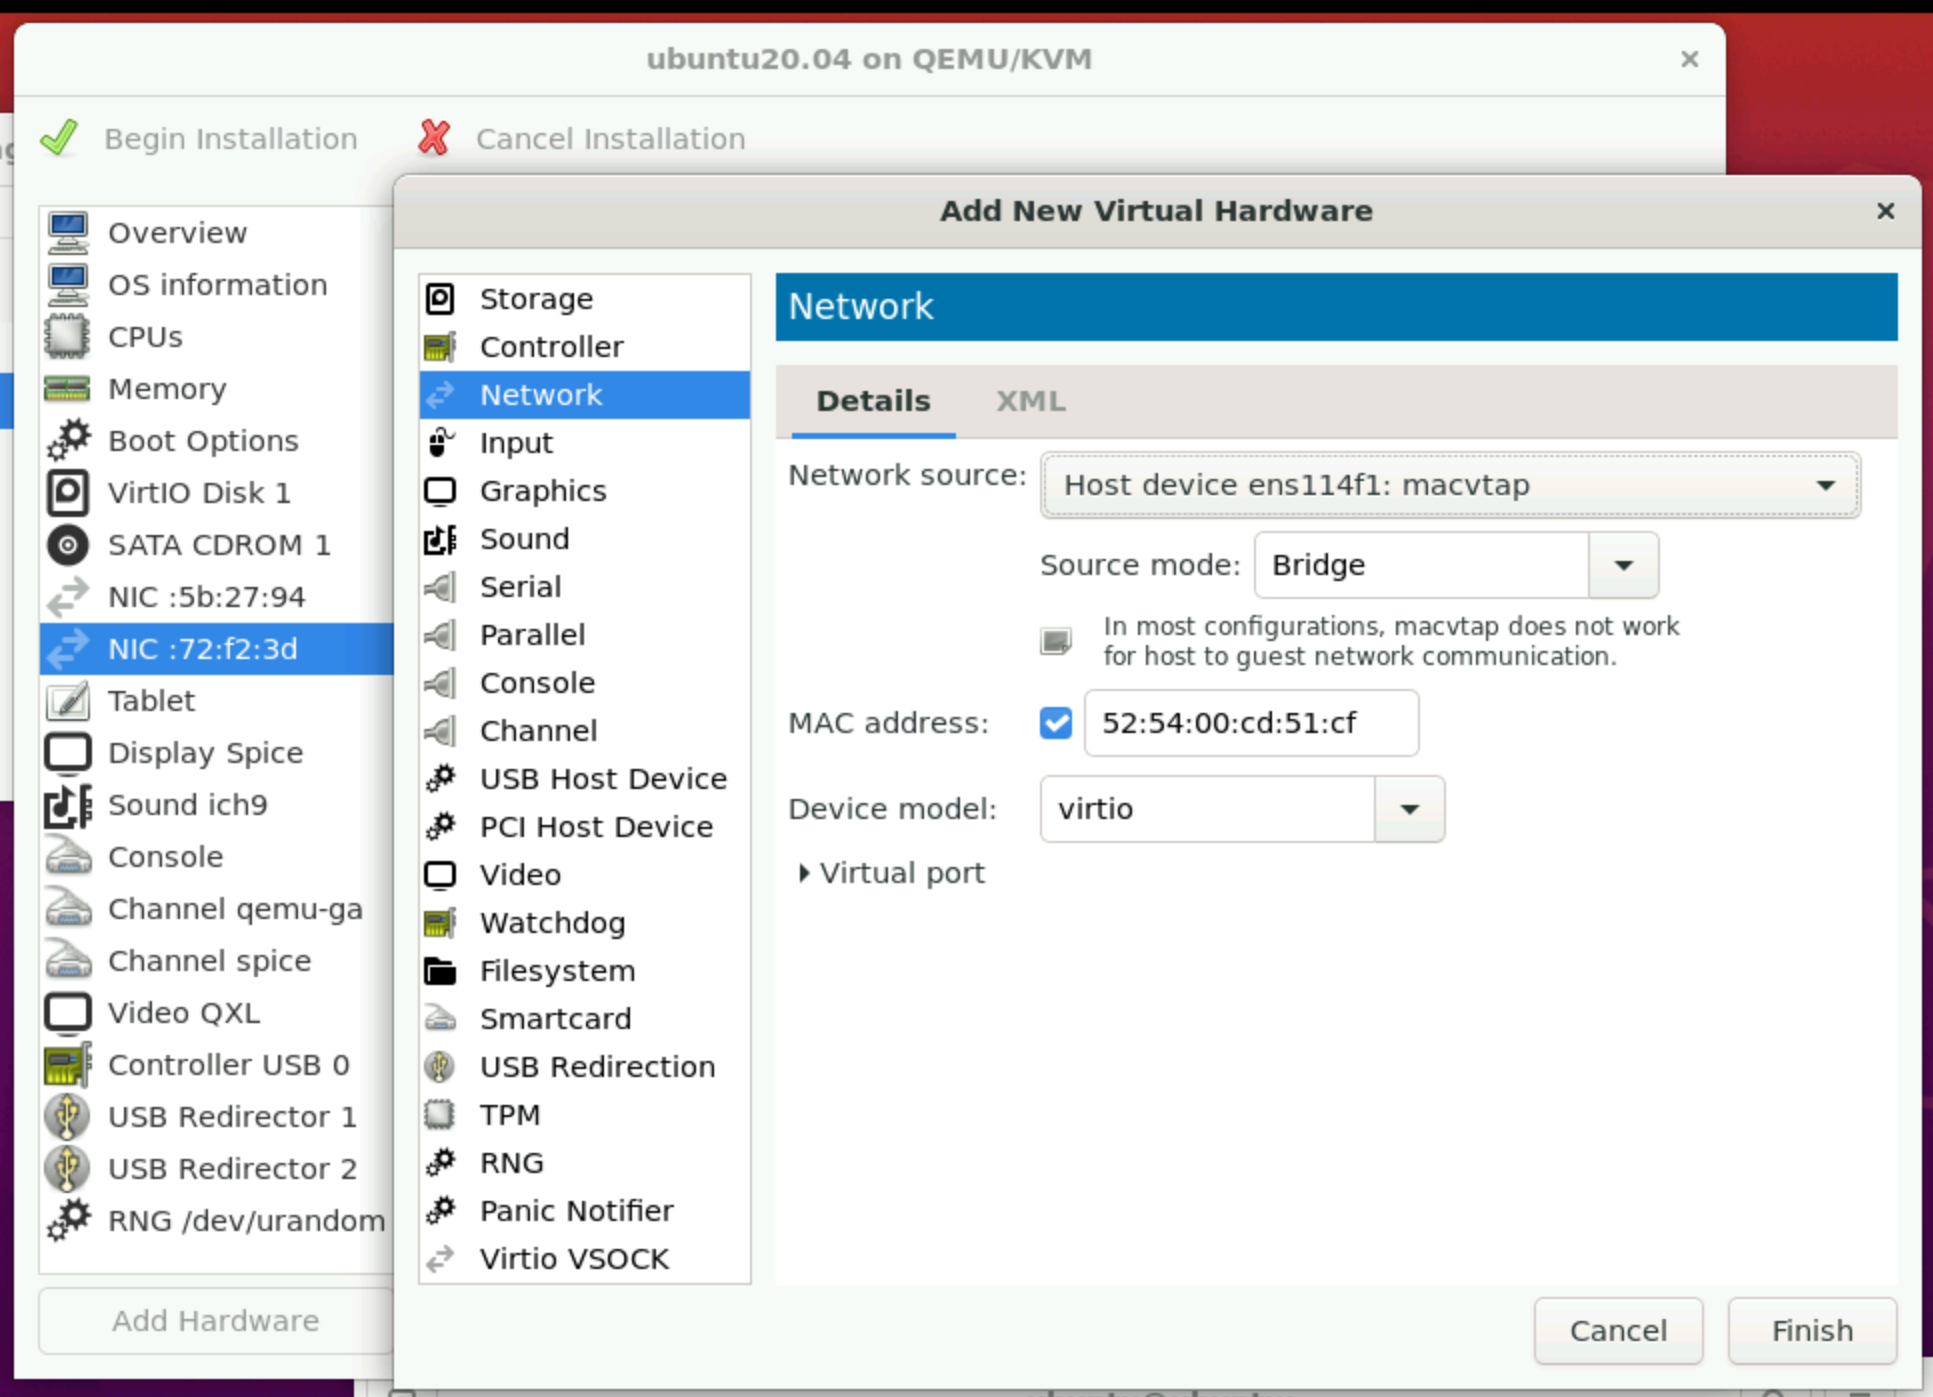 ubuntu20.04 on QEMU/KVM
Begin Installation
Cancel Installation
Overview
OS information
CPUs
Memory
Boot Options
VirtIO Disk 1
SATA CDROM 1
NIC :5b:27:94
NIC :72:f2:3d
Tablet
Display Spice
Sound ich9
Console
Channel qemu-ga
Channel spice
Video QXL
Controller USB 0
USB Redirector 1
USB Redirector 2
RNG /dev/urandom
Add Hardware
Add New Virtual Hardware
Storage
Controller
Network
Input
Graphics
Sound
Serial
Parallel
Console
Channel
USB Host Device
PCI Host Device
Video
Watchdog
Filesystem
Smartcard
USB Redirection
TPM
RNG
Panic Notifier
Virtio VSOCK
Network
Details XML
Network source: Host device ens114f1: macvtap
Source mode: Bridge
In most configurations, macvtap does not work
for host to guest network communication.
MAC address: 52:54:00:cd:51:cf
Device model: virtio
Virtual port
Cancel Finish